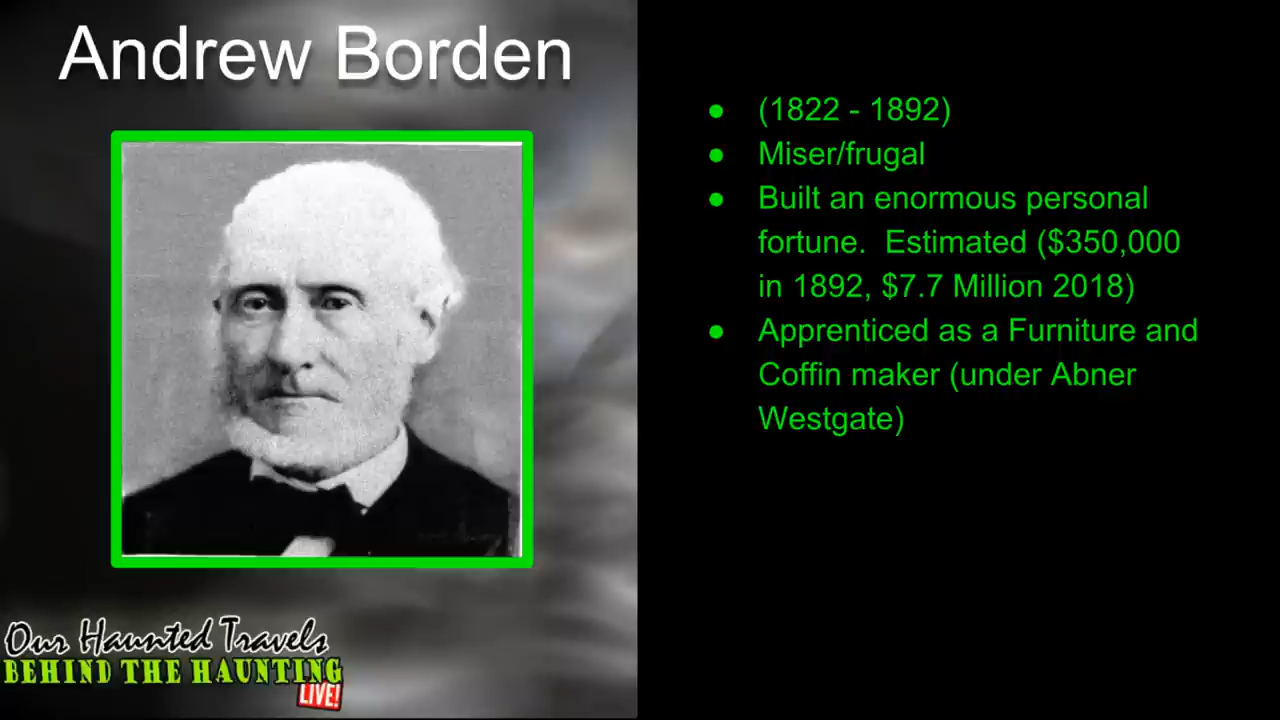 Andrew Borden
● (1822 - 1892)
● Miser/frugal
● Built an enormous personal
fortune.  Estimated ($350,000
in 1892, $7.7 Million 2018)
● Apprenticed as a Furniture and
Coffin maker (under Abner
Westgate)
Our Haunted Travels
BEHIND THE HAUNTING
LIVE!